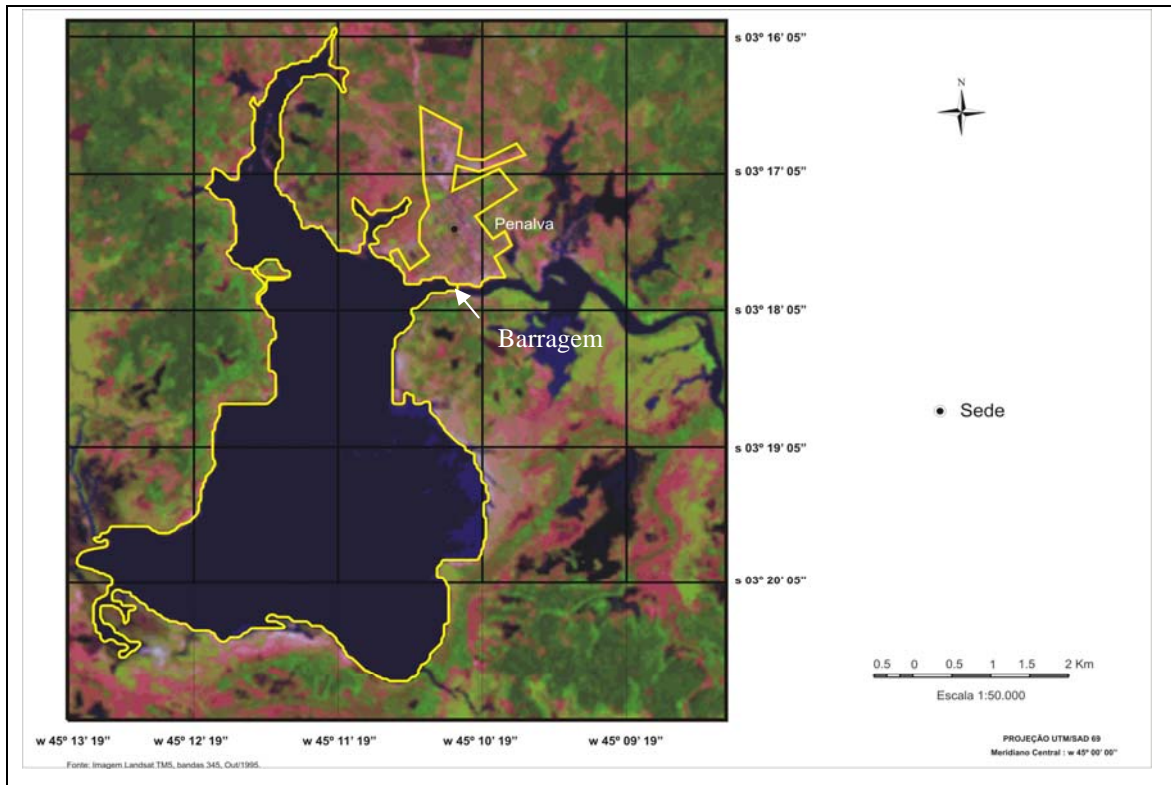 s 03º 16' 05"
N
s 03º 17' 05"
Penalva
s 03º 18' 05"
Barragem
Sede
s 03º 19' 05"
s 03º 20' 05"
0.5 0 0.5 1 1.5 2 Km
Escala 1:50.000
w 45º 13' 19" w 45º 12' 19" w 45º 11' 19" w 45º 10' 19" w 45º 09' 19"
PROJEÇÃO UTM/SAD 69
Meridiano Central : w 45º 00' 00"
Fonte: Imagem Landsat TM5, bandas 345, Out/1995.